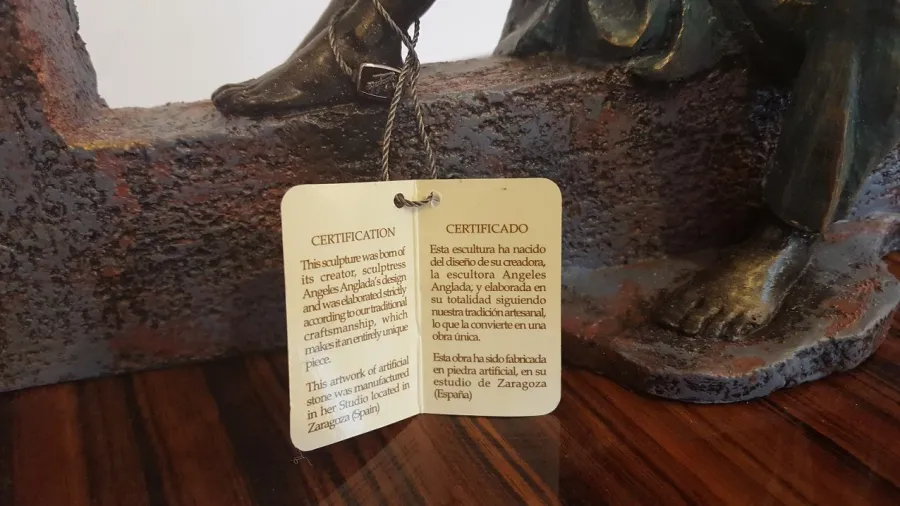 CERTIFICATION
This sculpture was born of
its creator, sculptress
Angeles Anglada's design
and was elaborated strictly
according to our traditional
craftsmanship, which
makes it an entirely unique
piece.
This artwork of artificial
stone was manufactured
in her Studio located in
Zaragoza (Spain)
CERTIFICADO
Esta escultura ha nacido
del diseño de su creadora,
la escultora Angeles
Anglada; y elaborada en
su totalidad siguiendo
nuestra tradición artesanal,
lo que la convierte en una
obra única.
Esta obra ha sido fabricada
en piedra artificial, en su
estudio de Zaragoza
(España)